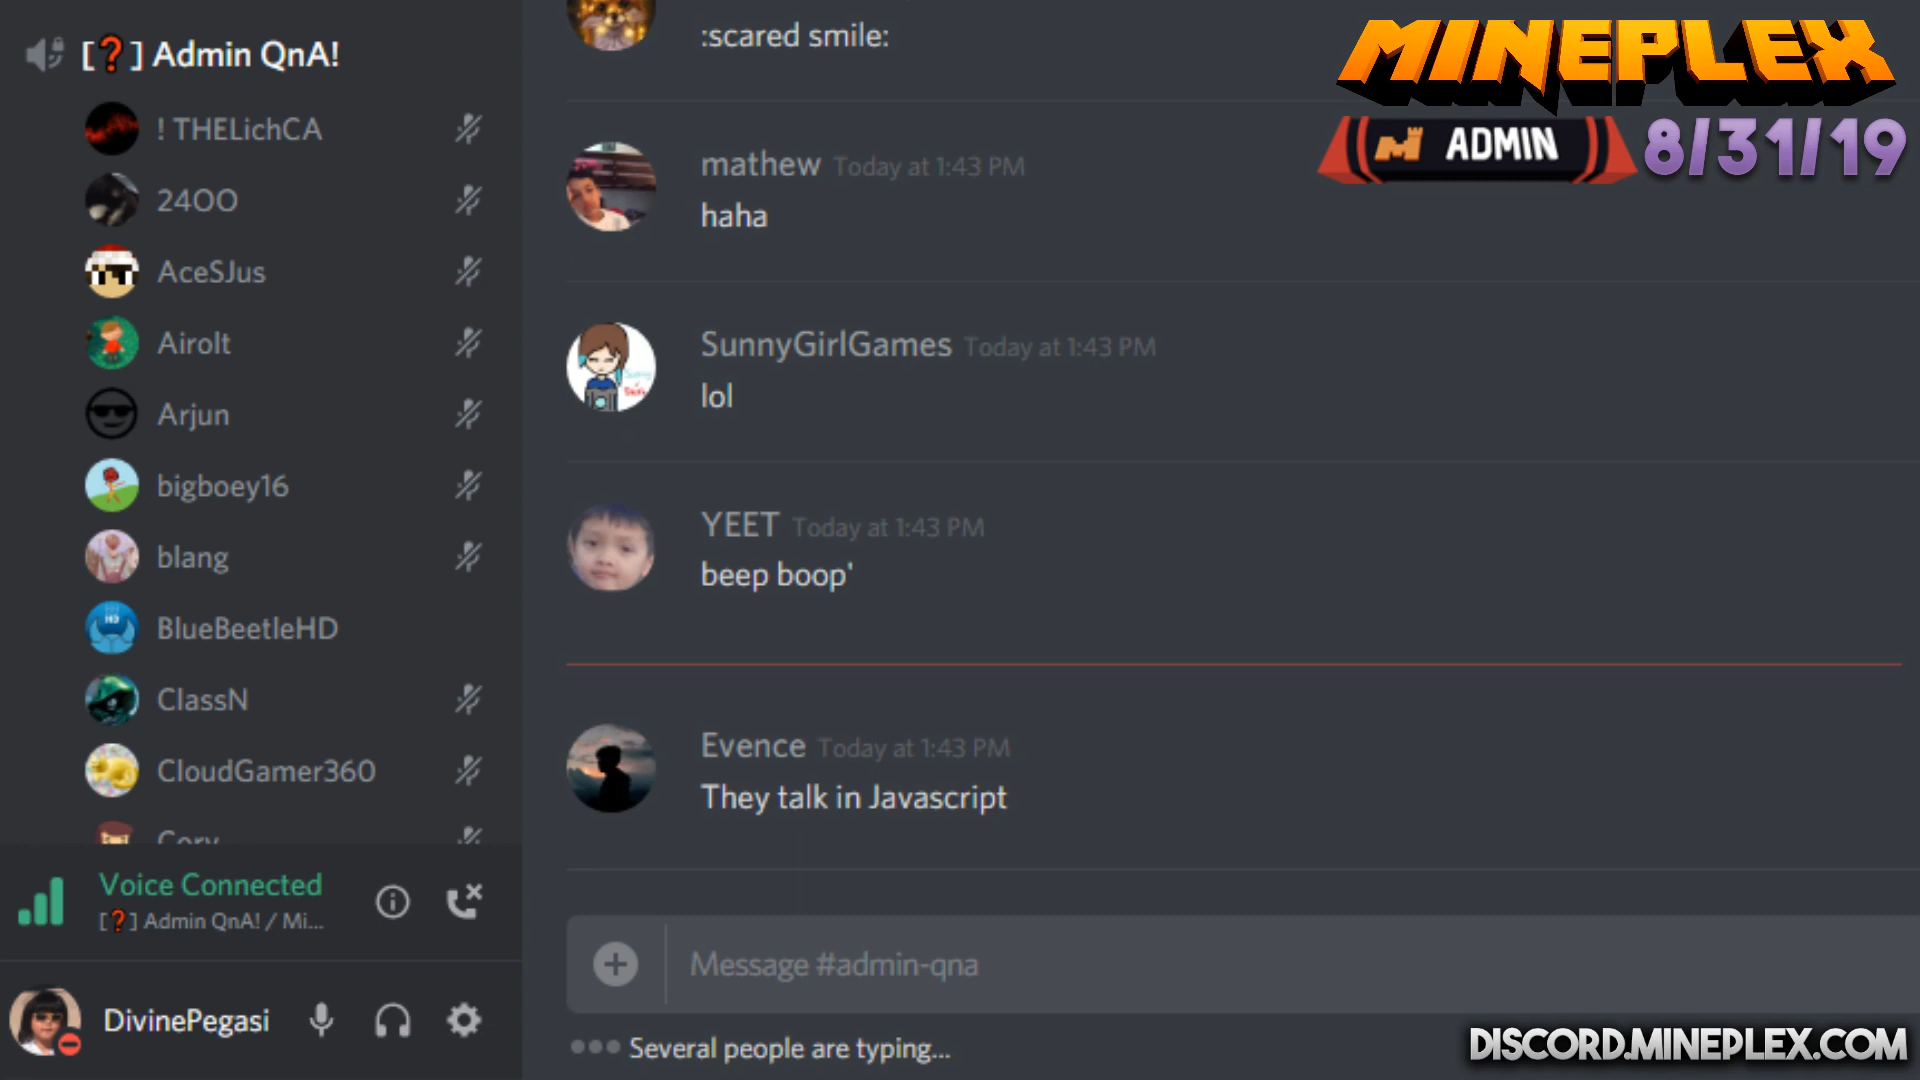 [❓] Admin QnA!
! THELichCA
24OO
AceSJus
Airolt
Arjun
bigboey16
blang
BlueBeetleHD
ClassN
CloudGamer360
Cory
Voice Connected
[❓] Admin QnA! / Mi...
DivinePegasi
:scared smile:
mathew Today at 1:43 PM
haha
SunnyGirlGames Today at 1:43 PM
lol
YEET Today at 1:43 PM
beep boop'
Evence Today at 1:43 PM
They talk in Javascript
Message #admin-qna
Several people are typing...
MINEPLEX
ADMIN 8/31/19
DISCORD.MINEPLEX.COM